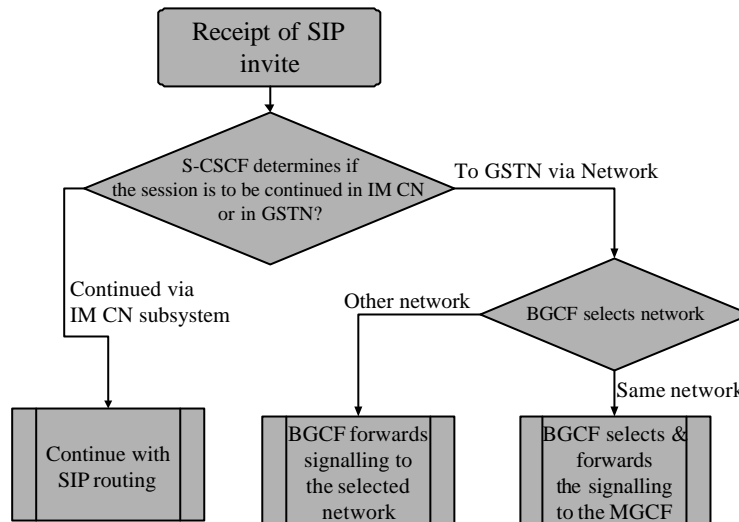 Receipt of SIP
invite
S-CSCF determines if
the session is to be continued in IM CN
or in GSTN?
To GSTN via Network
Continued via
IM CN subsystem
Other network
BGCF selects network
Same network
Continue with
SIP routing
BGCF forwards
signalling to
the selected
network
BGCF selects &
forwards
the signalling
to the MGCF